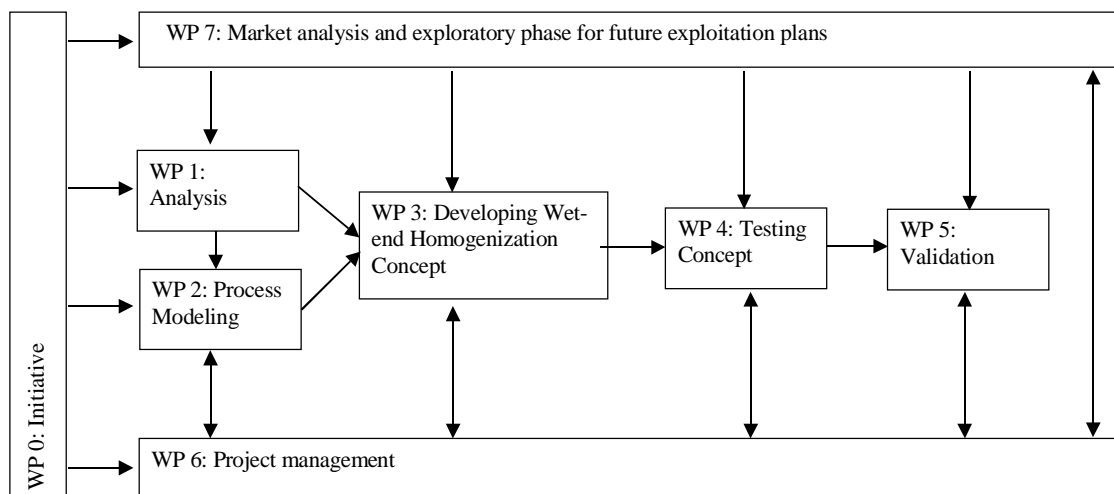 WP 7: Market analysis and exploratory phase for future exploitation plans
WP 1:
Analysis
WP 2: Process
Modeling
WP 3: Developing Wet-
end Homogenization
Concept
WP 4: Testing
Concept
WP 5:
Validation
WP 6: Project management
WP 0: Initiative